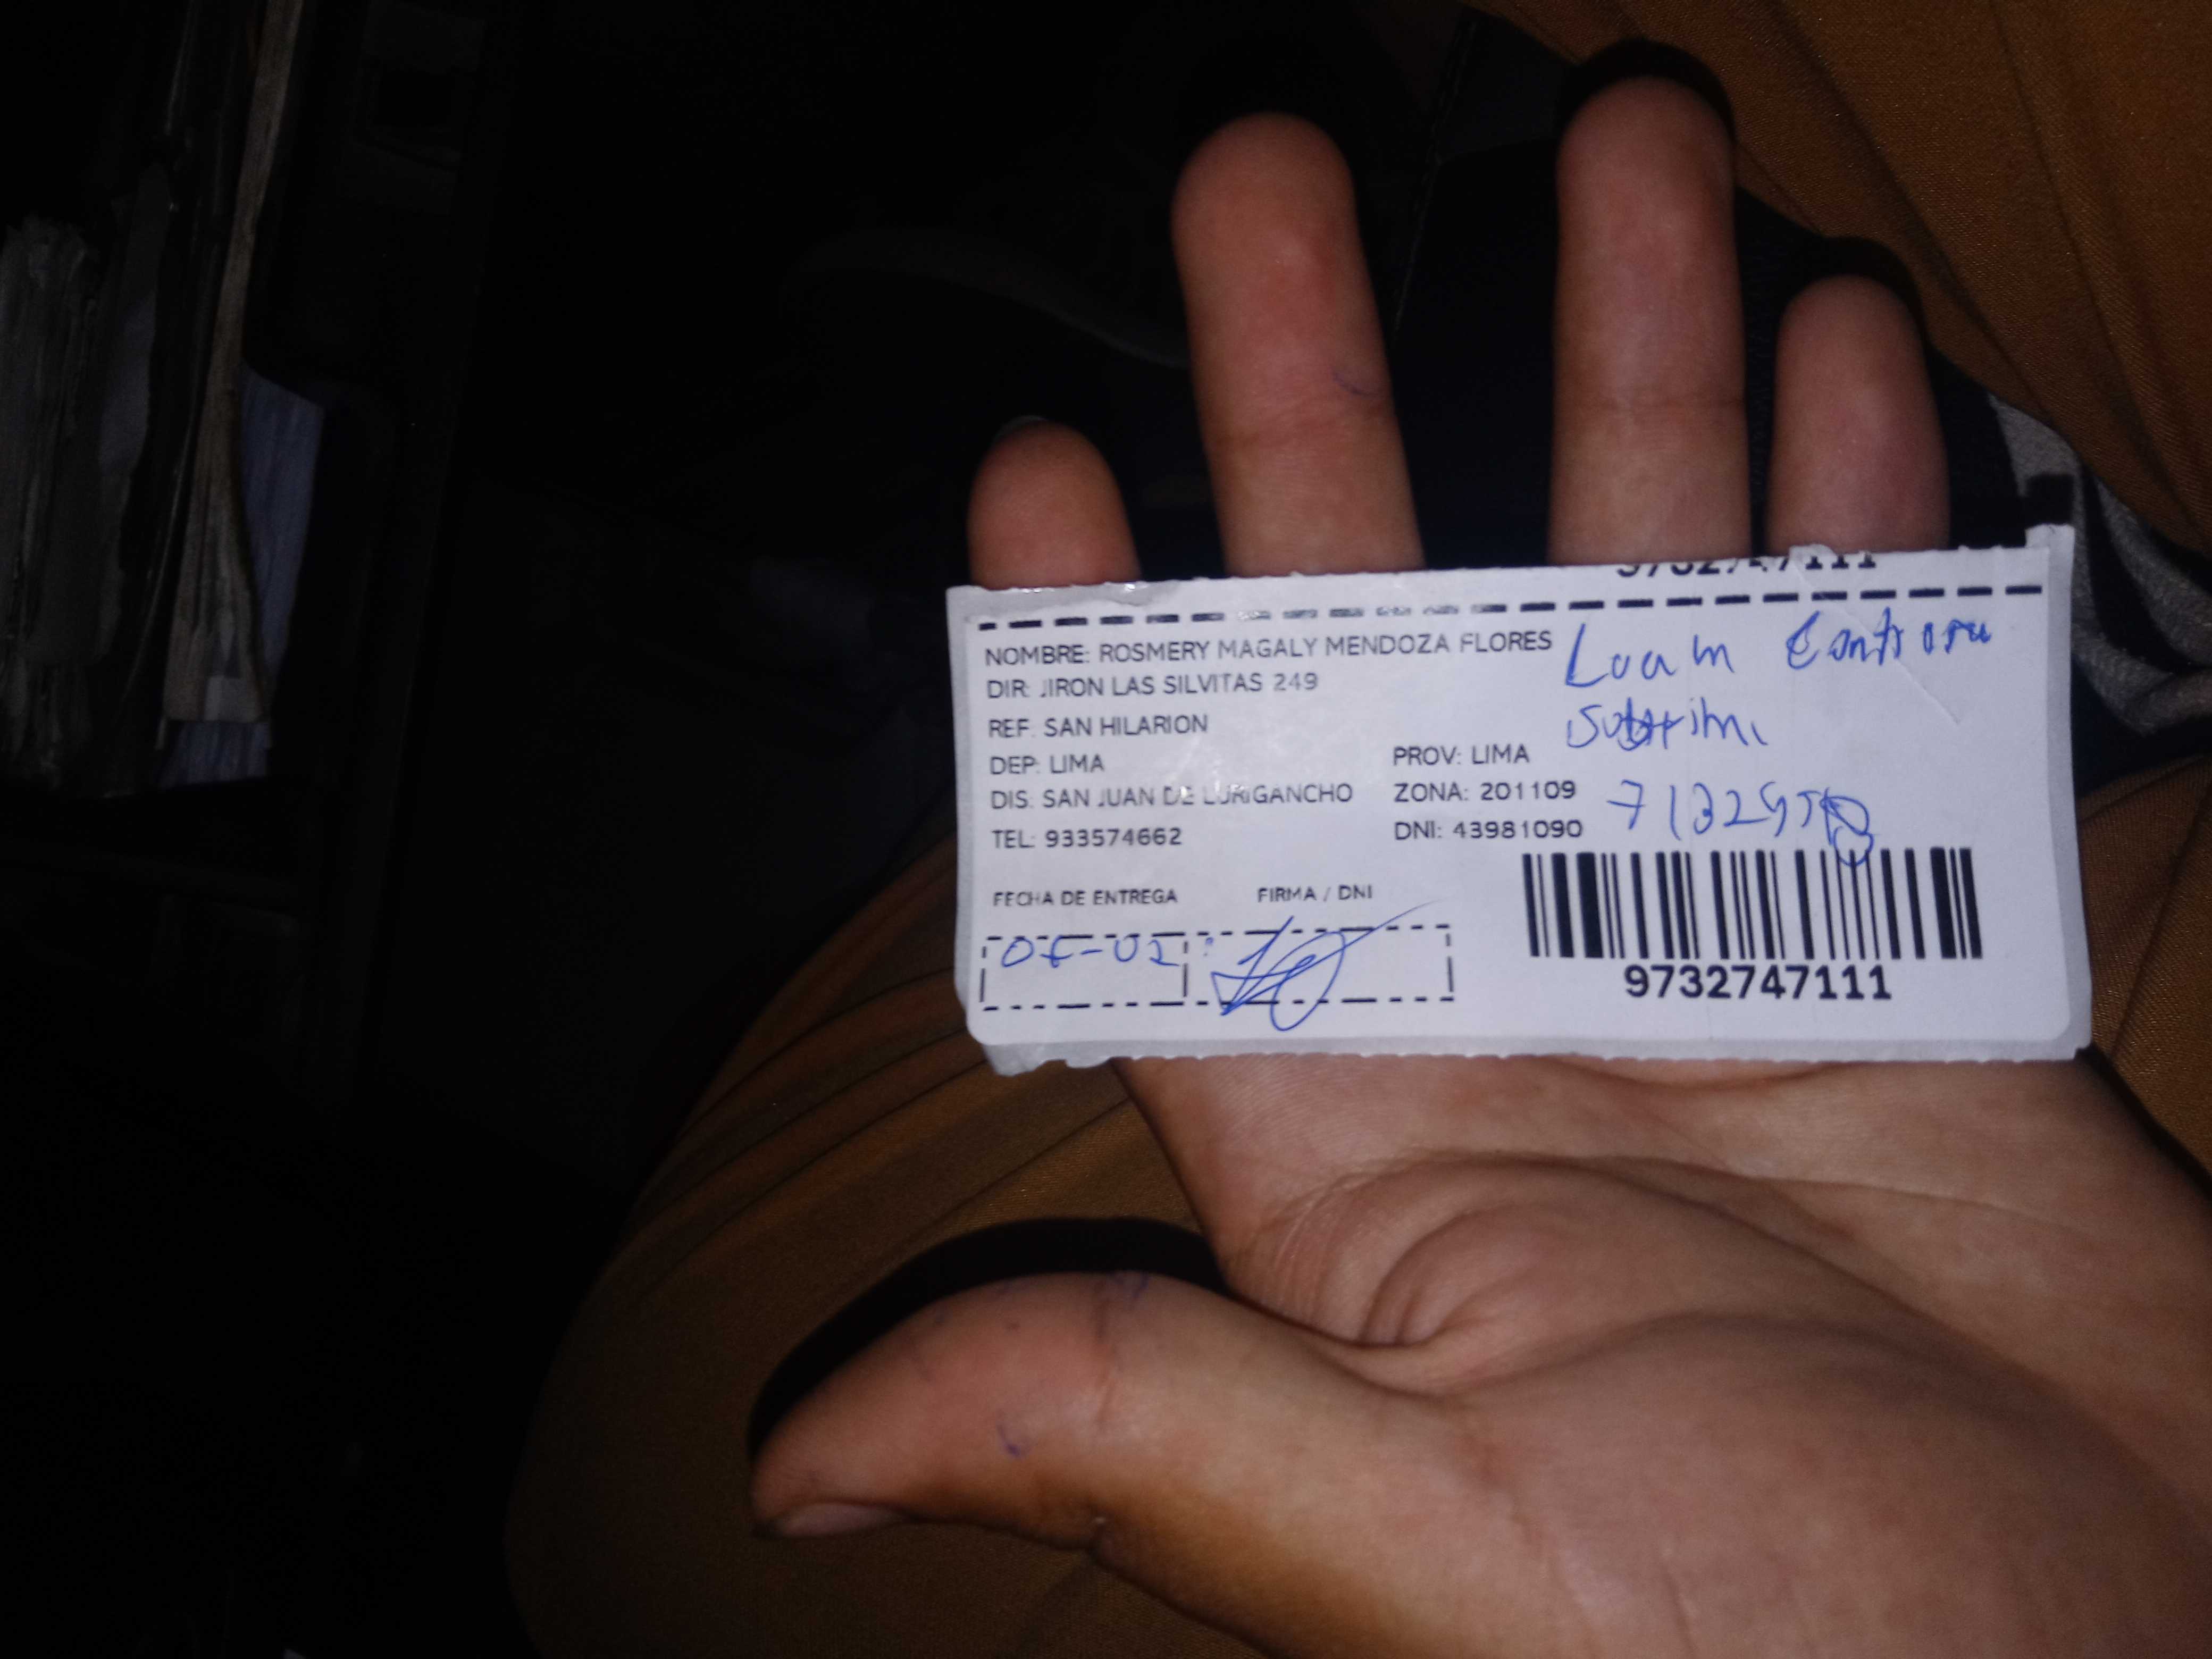 9732747111
NOMBRE: ROSMERY MAGALY MENDOZA FLORES
DIR: JIRON LAS SILVITAS 249
REF: SAN HILARION
DEP: LIMA PROV: LIMA
DIS: SAN JUAN DE LURIGANCHO ZONA: 201109
TEL: 933574662 DNI: 43981090
FECHA DE ENTREGA FIRMA / DNI
9732747111